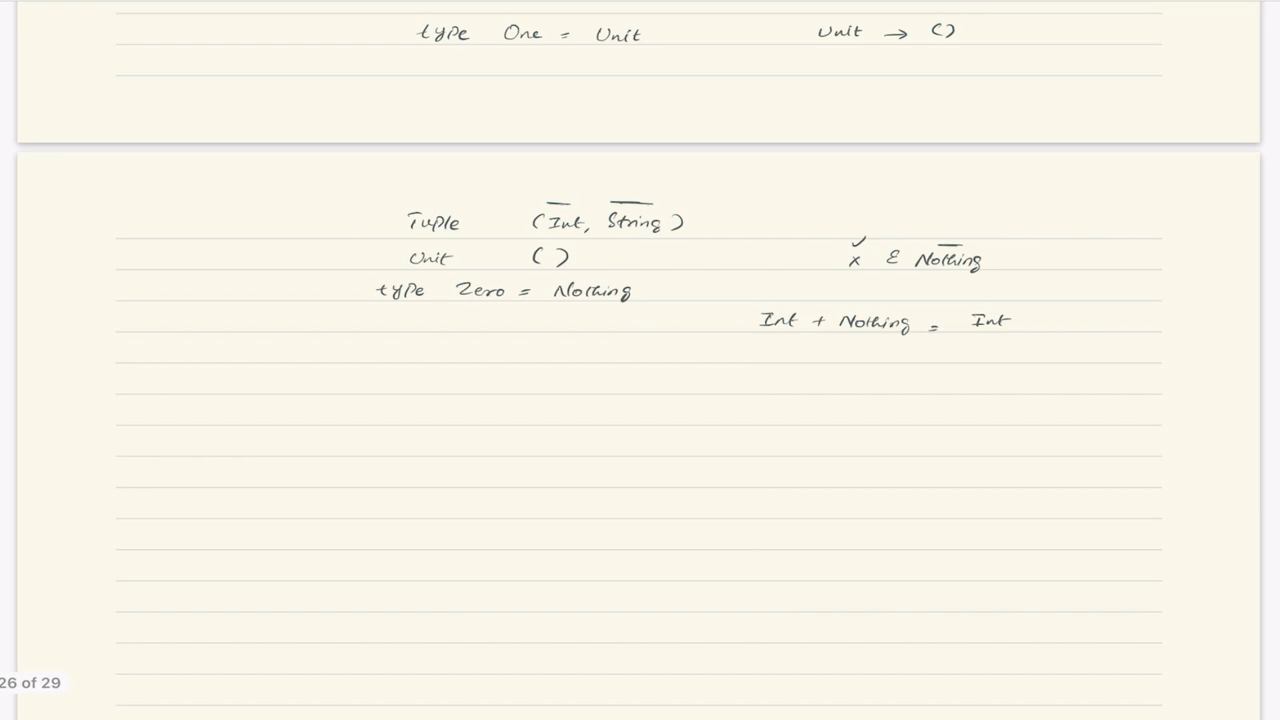 type One = Unit
Unit → ()
Tuple (Int, String)
Unit ()
x ε Nothing
type Zero = Nothing
Int + Nothing = Int
26 of 29